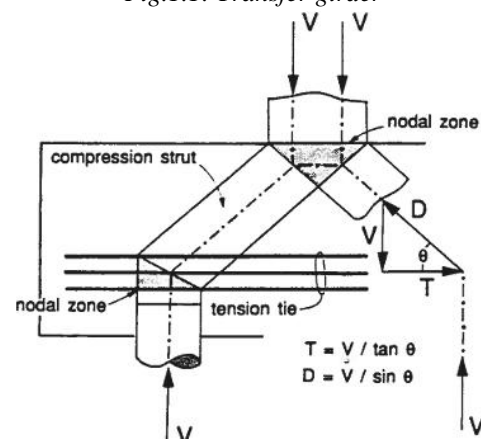 Fig.3.3. Transfer girder
V V
nodal zone
compression strut
D
V
θ
T
nodal zone
tension tie
T = V / tan θ
D = V / sin θ
V
V